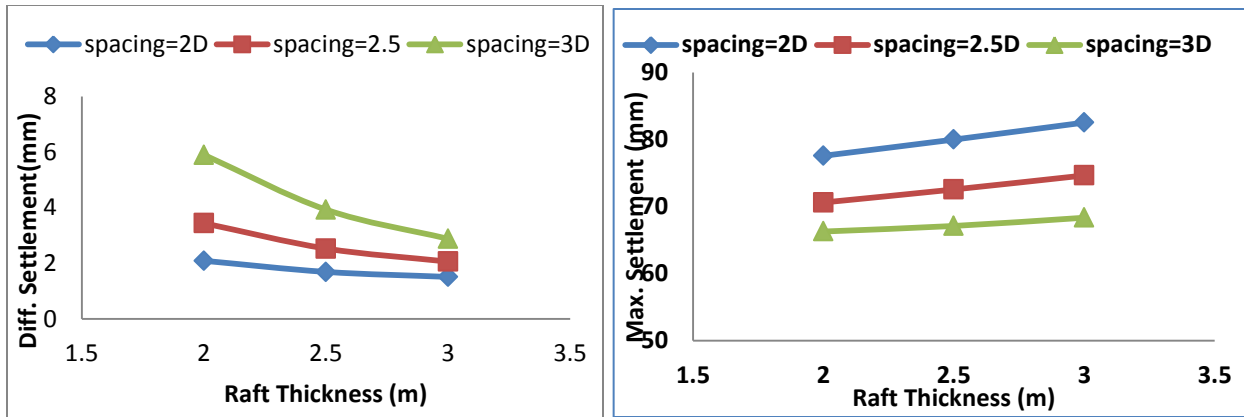 spacing=2D spacing=2.5 spacing=3D
8
6
4
2
0
1.5 2 2.5 3 3.5
Diff. Settlement(mm)
Raft Thickness (m)
spacing=2D spacing=2.5D spacing=3D
90
80
70
60
50
1.5 2 2.5 3 3.5
Max. Settlement (mm)
Raft Thickness (m)